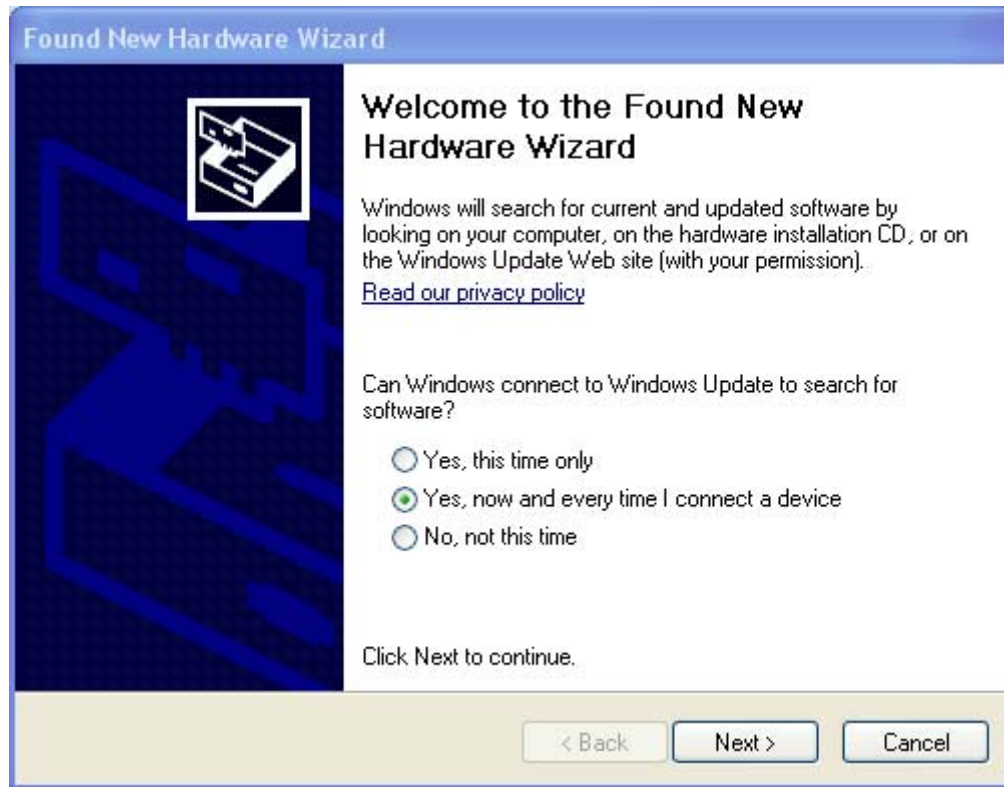 Found New Hardware Wizard
Welcome to the Found New
Hardware Wizard
Windows will search for current and updated software by
looking on your computer, on the hardware installation CD, or on
the Windows Update Web site (with your permission).
Read our privacy policy
Can Windows connect to Windows Update to search for
software?
Yes, this time only
Yes, now and every time I connect a device
No, not this time
Click Next to continue.
< Back Next > Cancel